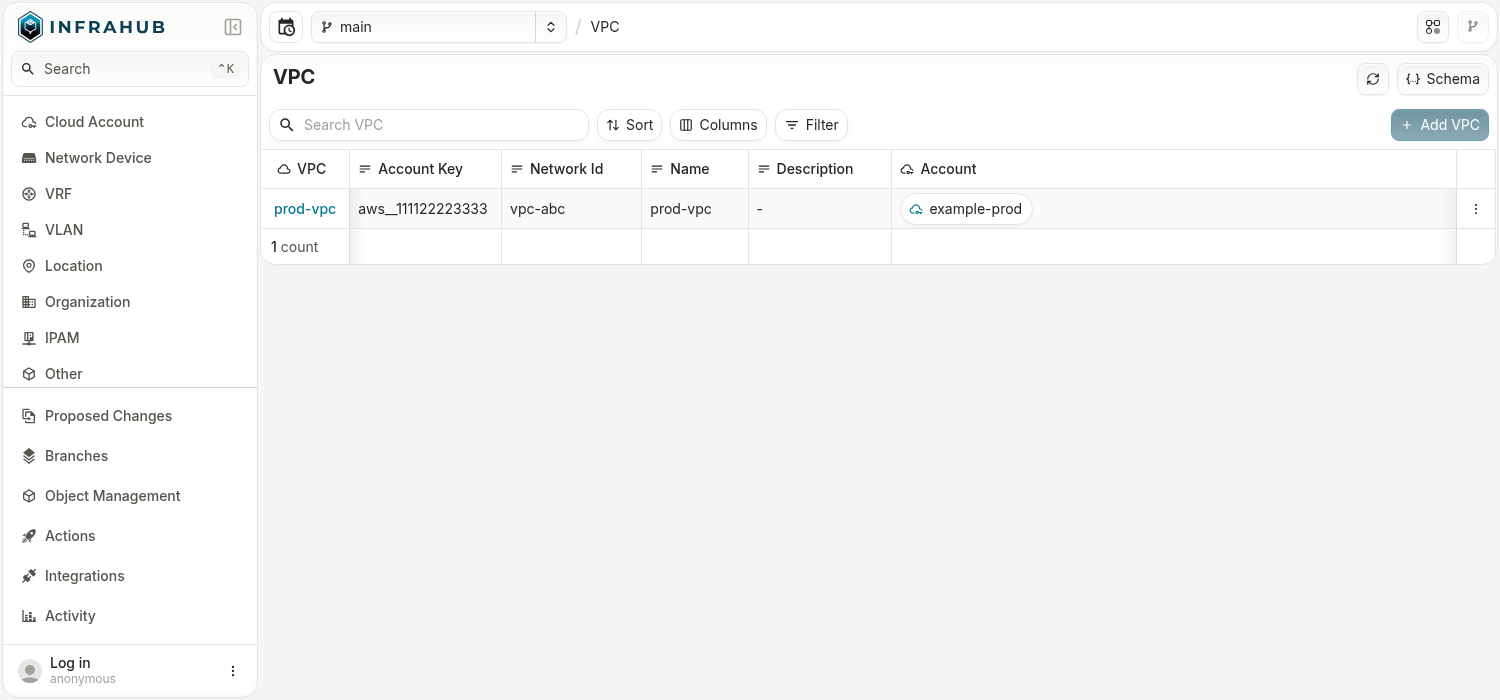 INFRAHUB
Search ⌃K
Cloud Account
Network Device
VRF
VLAN
Location
Organization
IPAM
Other
Proposed Changes
Branches
Object Management
Actions
Integrations
Activity
Log in
anonymous
main / VPC
VPC
{..} Schema
Search VPC Sort Columns Filter + Add VPC
VPC Account Key Network Id Name Description Account
prod-vpc aws__111122223333 vpc-abc prod-vpc - example-prod
1 count